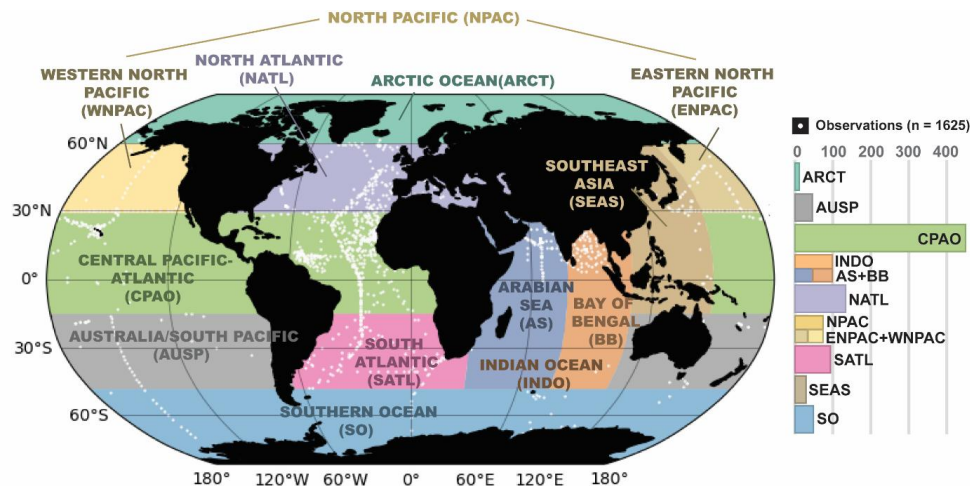 NORTH PACIFIC (NPAC)
NORTH ATLANTIC
(NATL)
WESTERN NORTH
PACIFIC
(WNPAC)
ARCTIC OCEAN(ARCT)
EASTERN NORTH
PACIFIC
(ENPAC)
60°N
30°N
0°
30°S
60°S
SOUTHEAST
ASIA
(SEAS)
CENTRAL PACIFIC-
ATLANTIC
(CPAO)
ARABIAN
SEA
(AS)
BAY OF
BENGAL
(BB)
AUSTRALIA/SOUTH PACIFIC
(AUSP)
SOUTH
ATLANTIC
(SATL)
INDIAN OCEAN
(INDO)
SOUTHERN OCEAN
(SO)
180° 120°W 60°W 0° 60°E 120°E 180°
Observations (n = 1625)
0 100 200 300 400
ARCT
AUSP
CPAO
INDO
AS+BB
NATL
NPAC
ENPAC+WNPAC
SATL
SEAS
SO